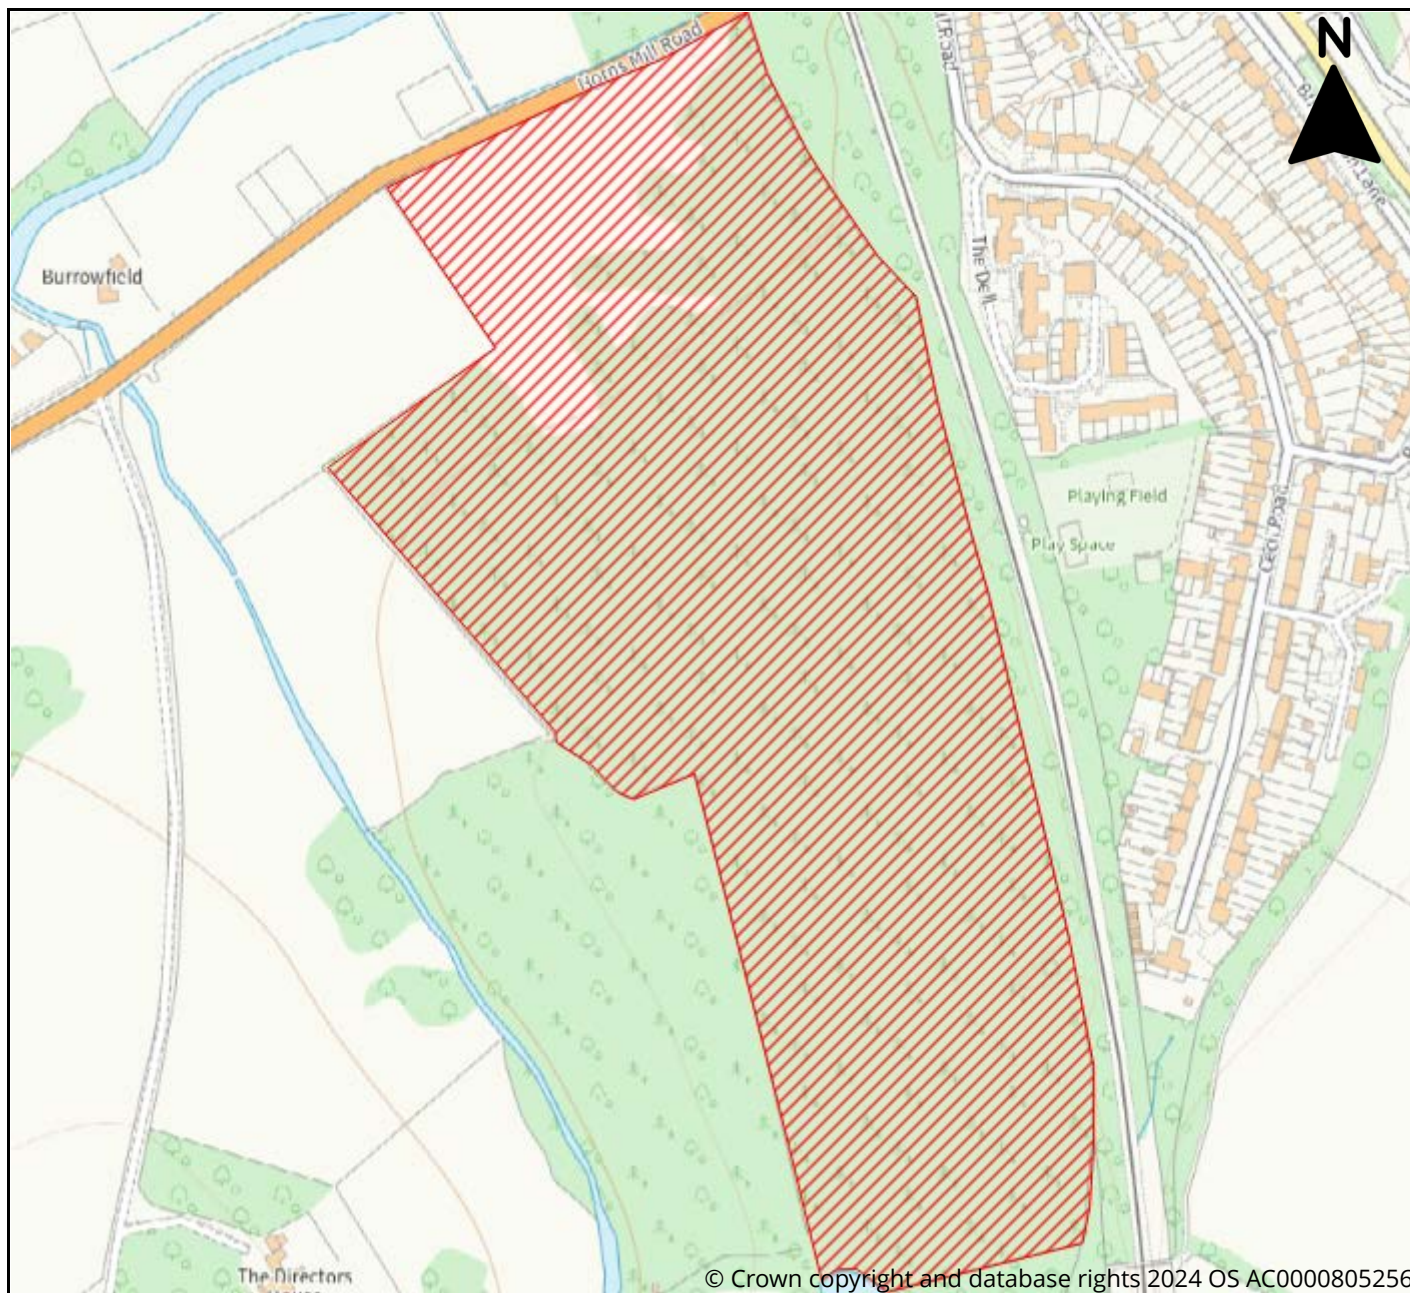 N
Horns Mill Road
Burrowfield
The Dell
Playing Field
Play Space
Cecil Road
The Directors
© Crown copyright and database rights 2024 OS AC0000805256